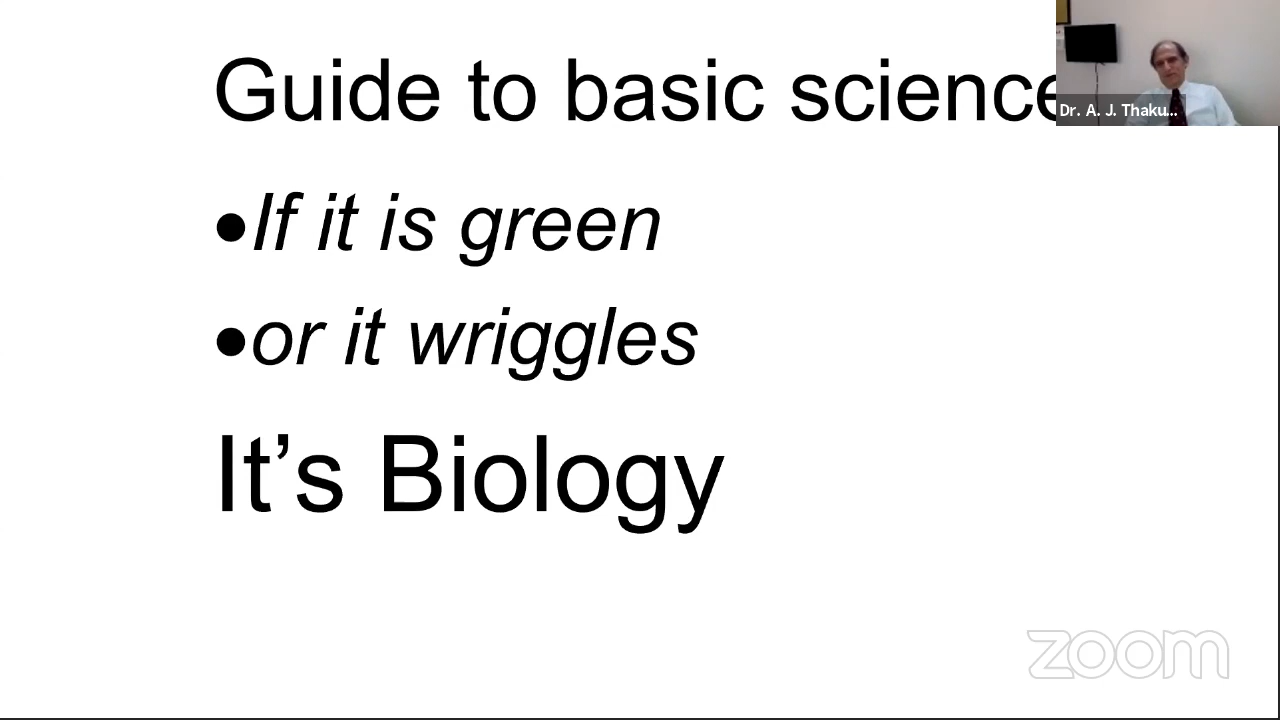 Guide to basic science
Dr. A. J. Thaku...
•If it is green
•or it wriggles
It’s Biology
zoom